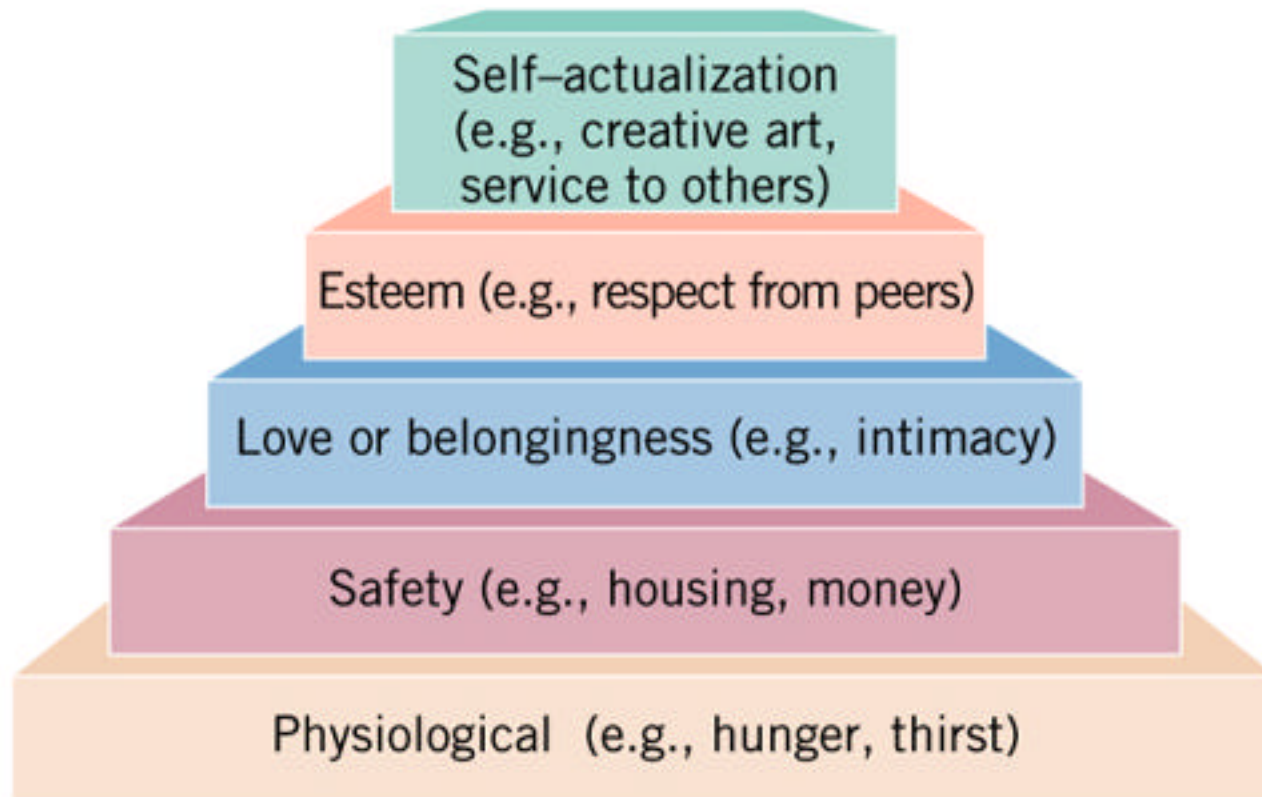 Self–actualization
(e.g., creative art,
service to others)
Esteem (e.g., respect from peers)
Love or belongingness (e.g., intimacy)
Safety (e.g., housing, money)
Physiological (e.g., hunger, thirst)